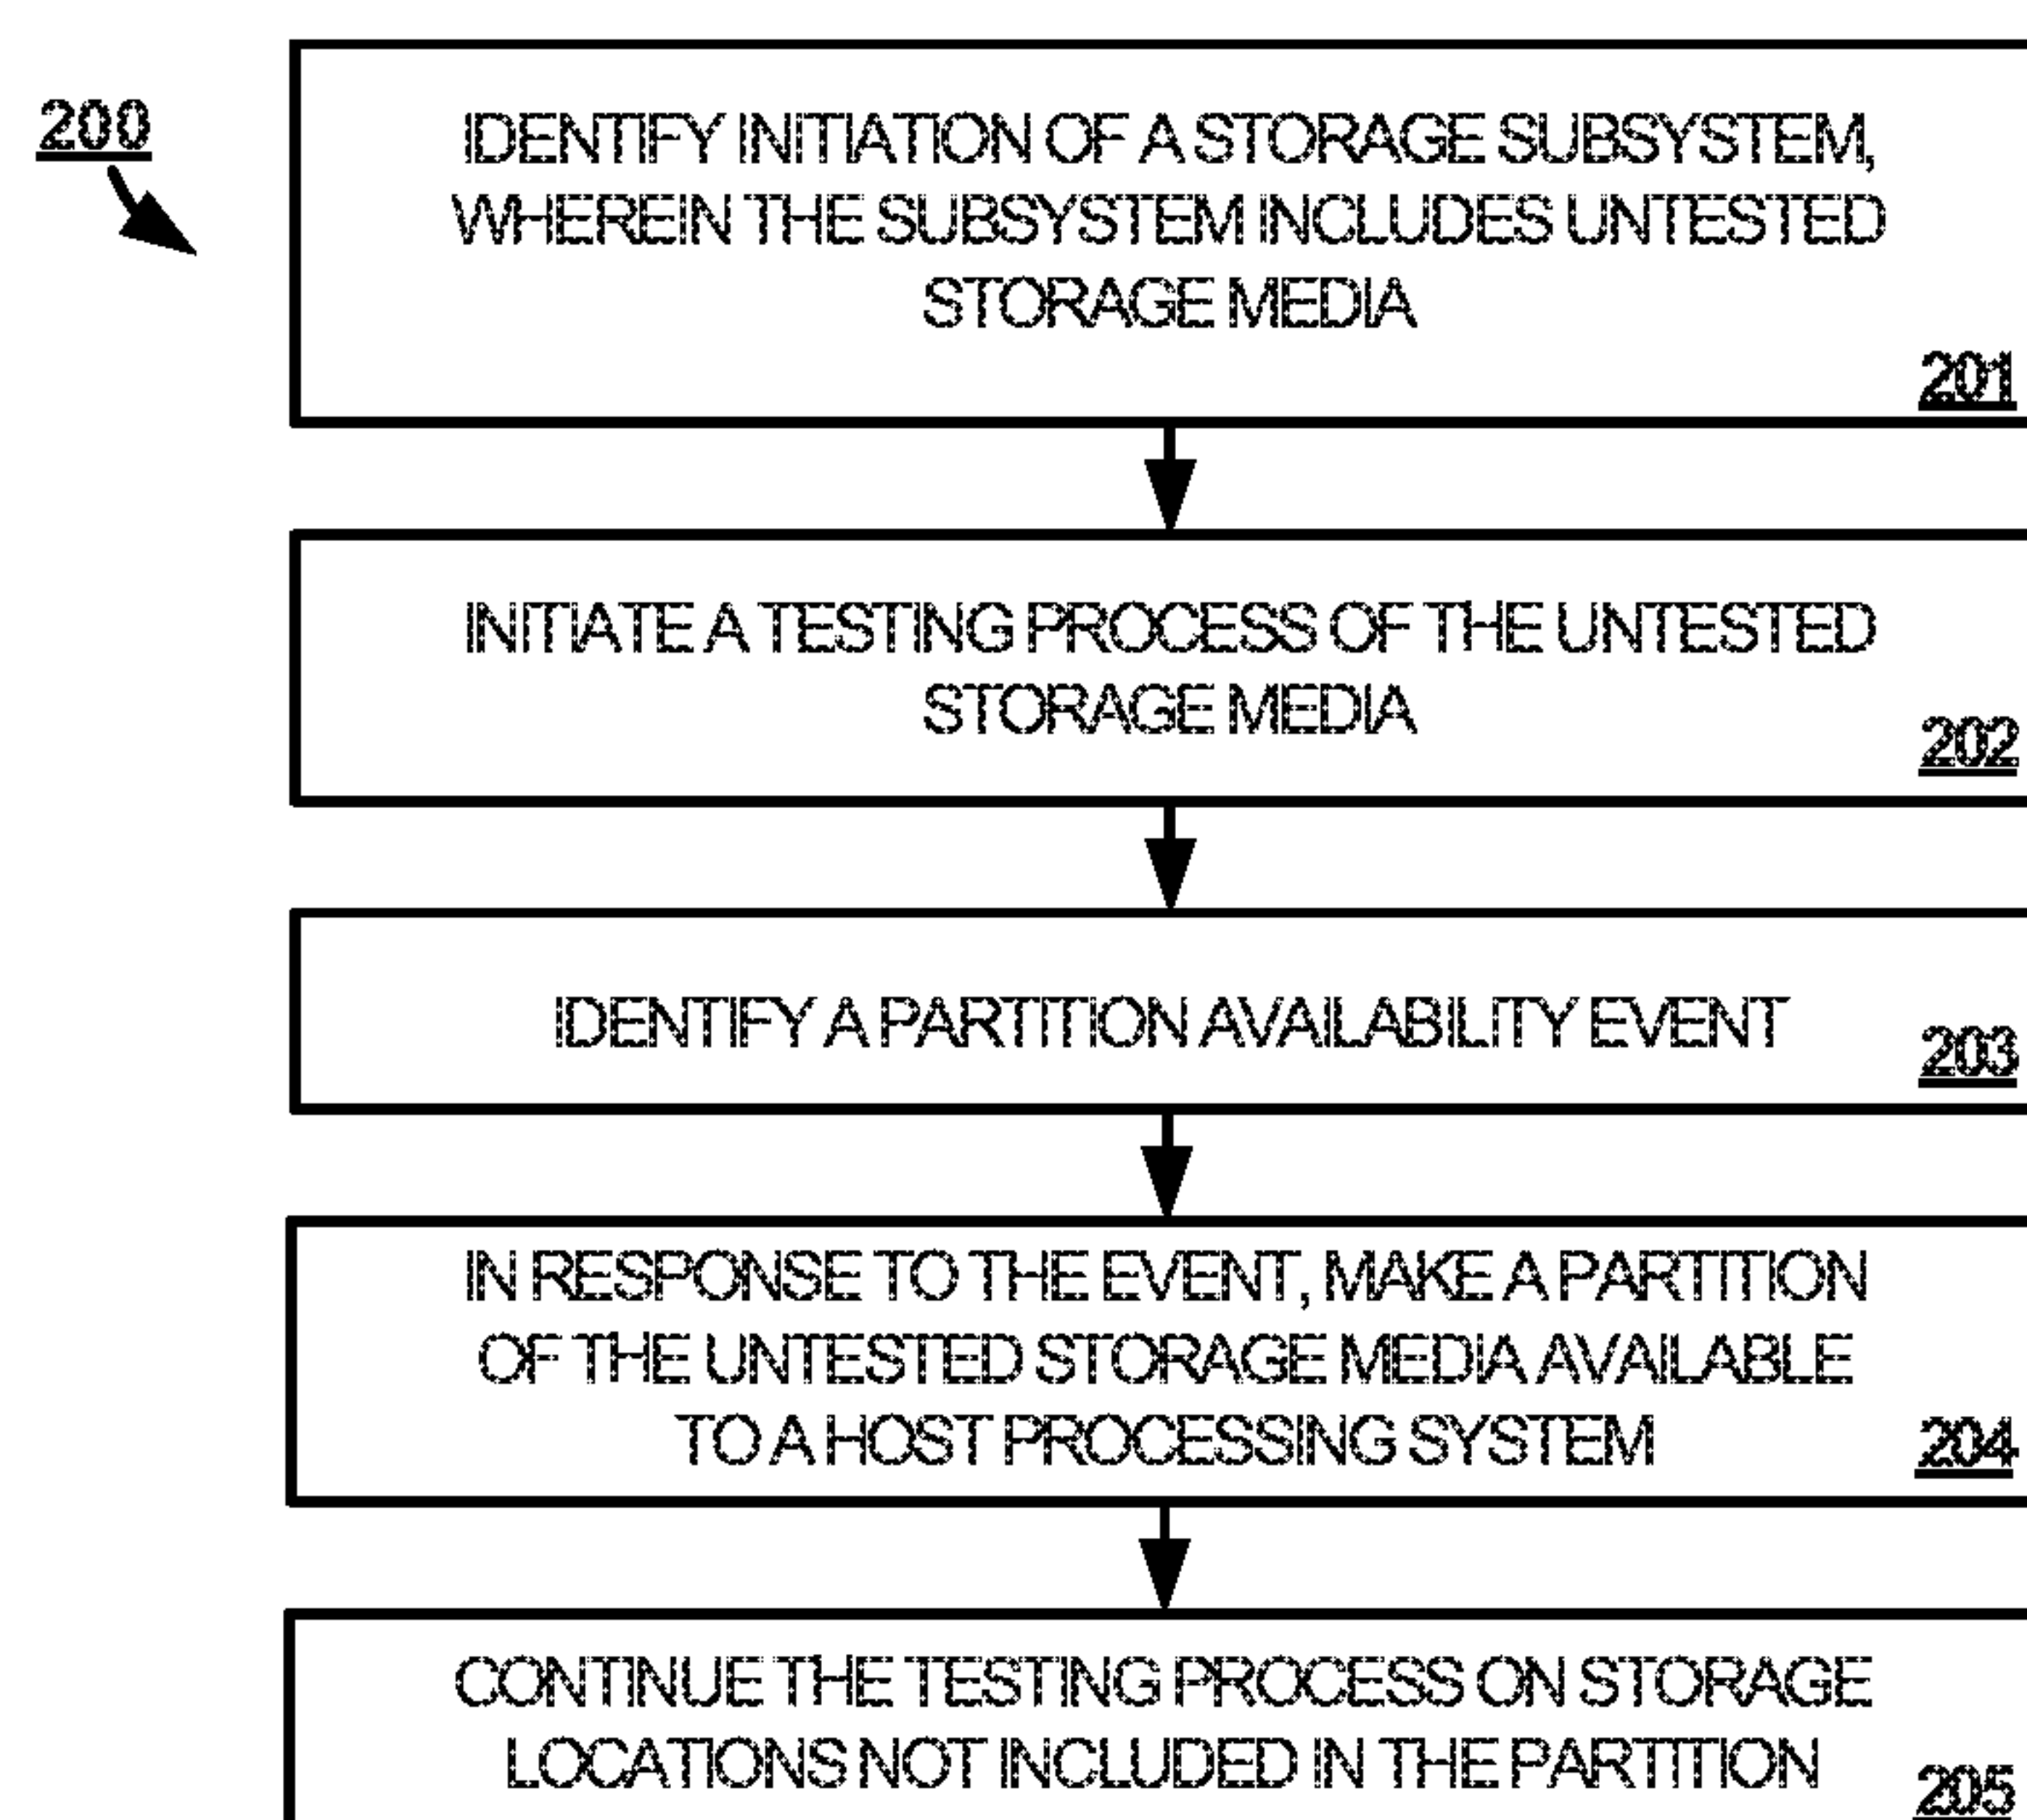 200
IDENTIFY INITIATION OF A STORAGE SUBSYSTEM,
WHEREIN THE SUBSYSTEM INCLUDES UNTESTED
STORAGE MEDIA
201
INITIATE A TESTING PROCESS OF THE UNTESTED
STORAGE MEDIA
202
IDENTIFY A PARTITION AVAILABILITY EVENT
203
IN RESPONSE TO THE EVENT, MAKE A PARTITION
OF THE UNTESTED STORAGE MEDIA AVAILABLE
TO A HOST PROCESSING SYSTEM
204
CONTINUE THE TESTING PROCESS ON STORAGE
LOCATIONS NOT INCLUDED IN THE PARTITION
205